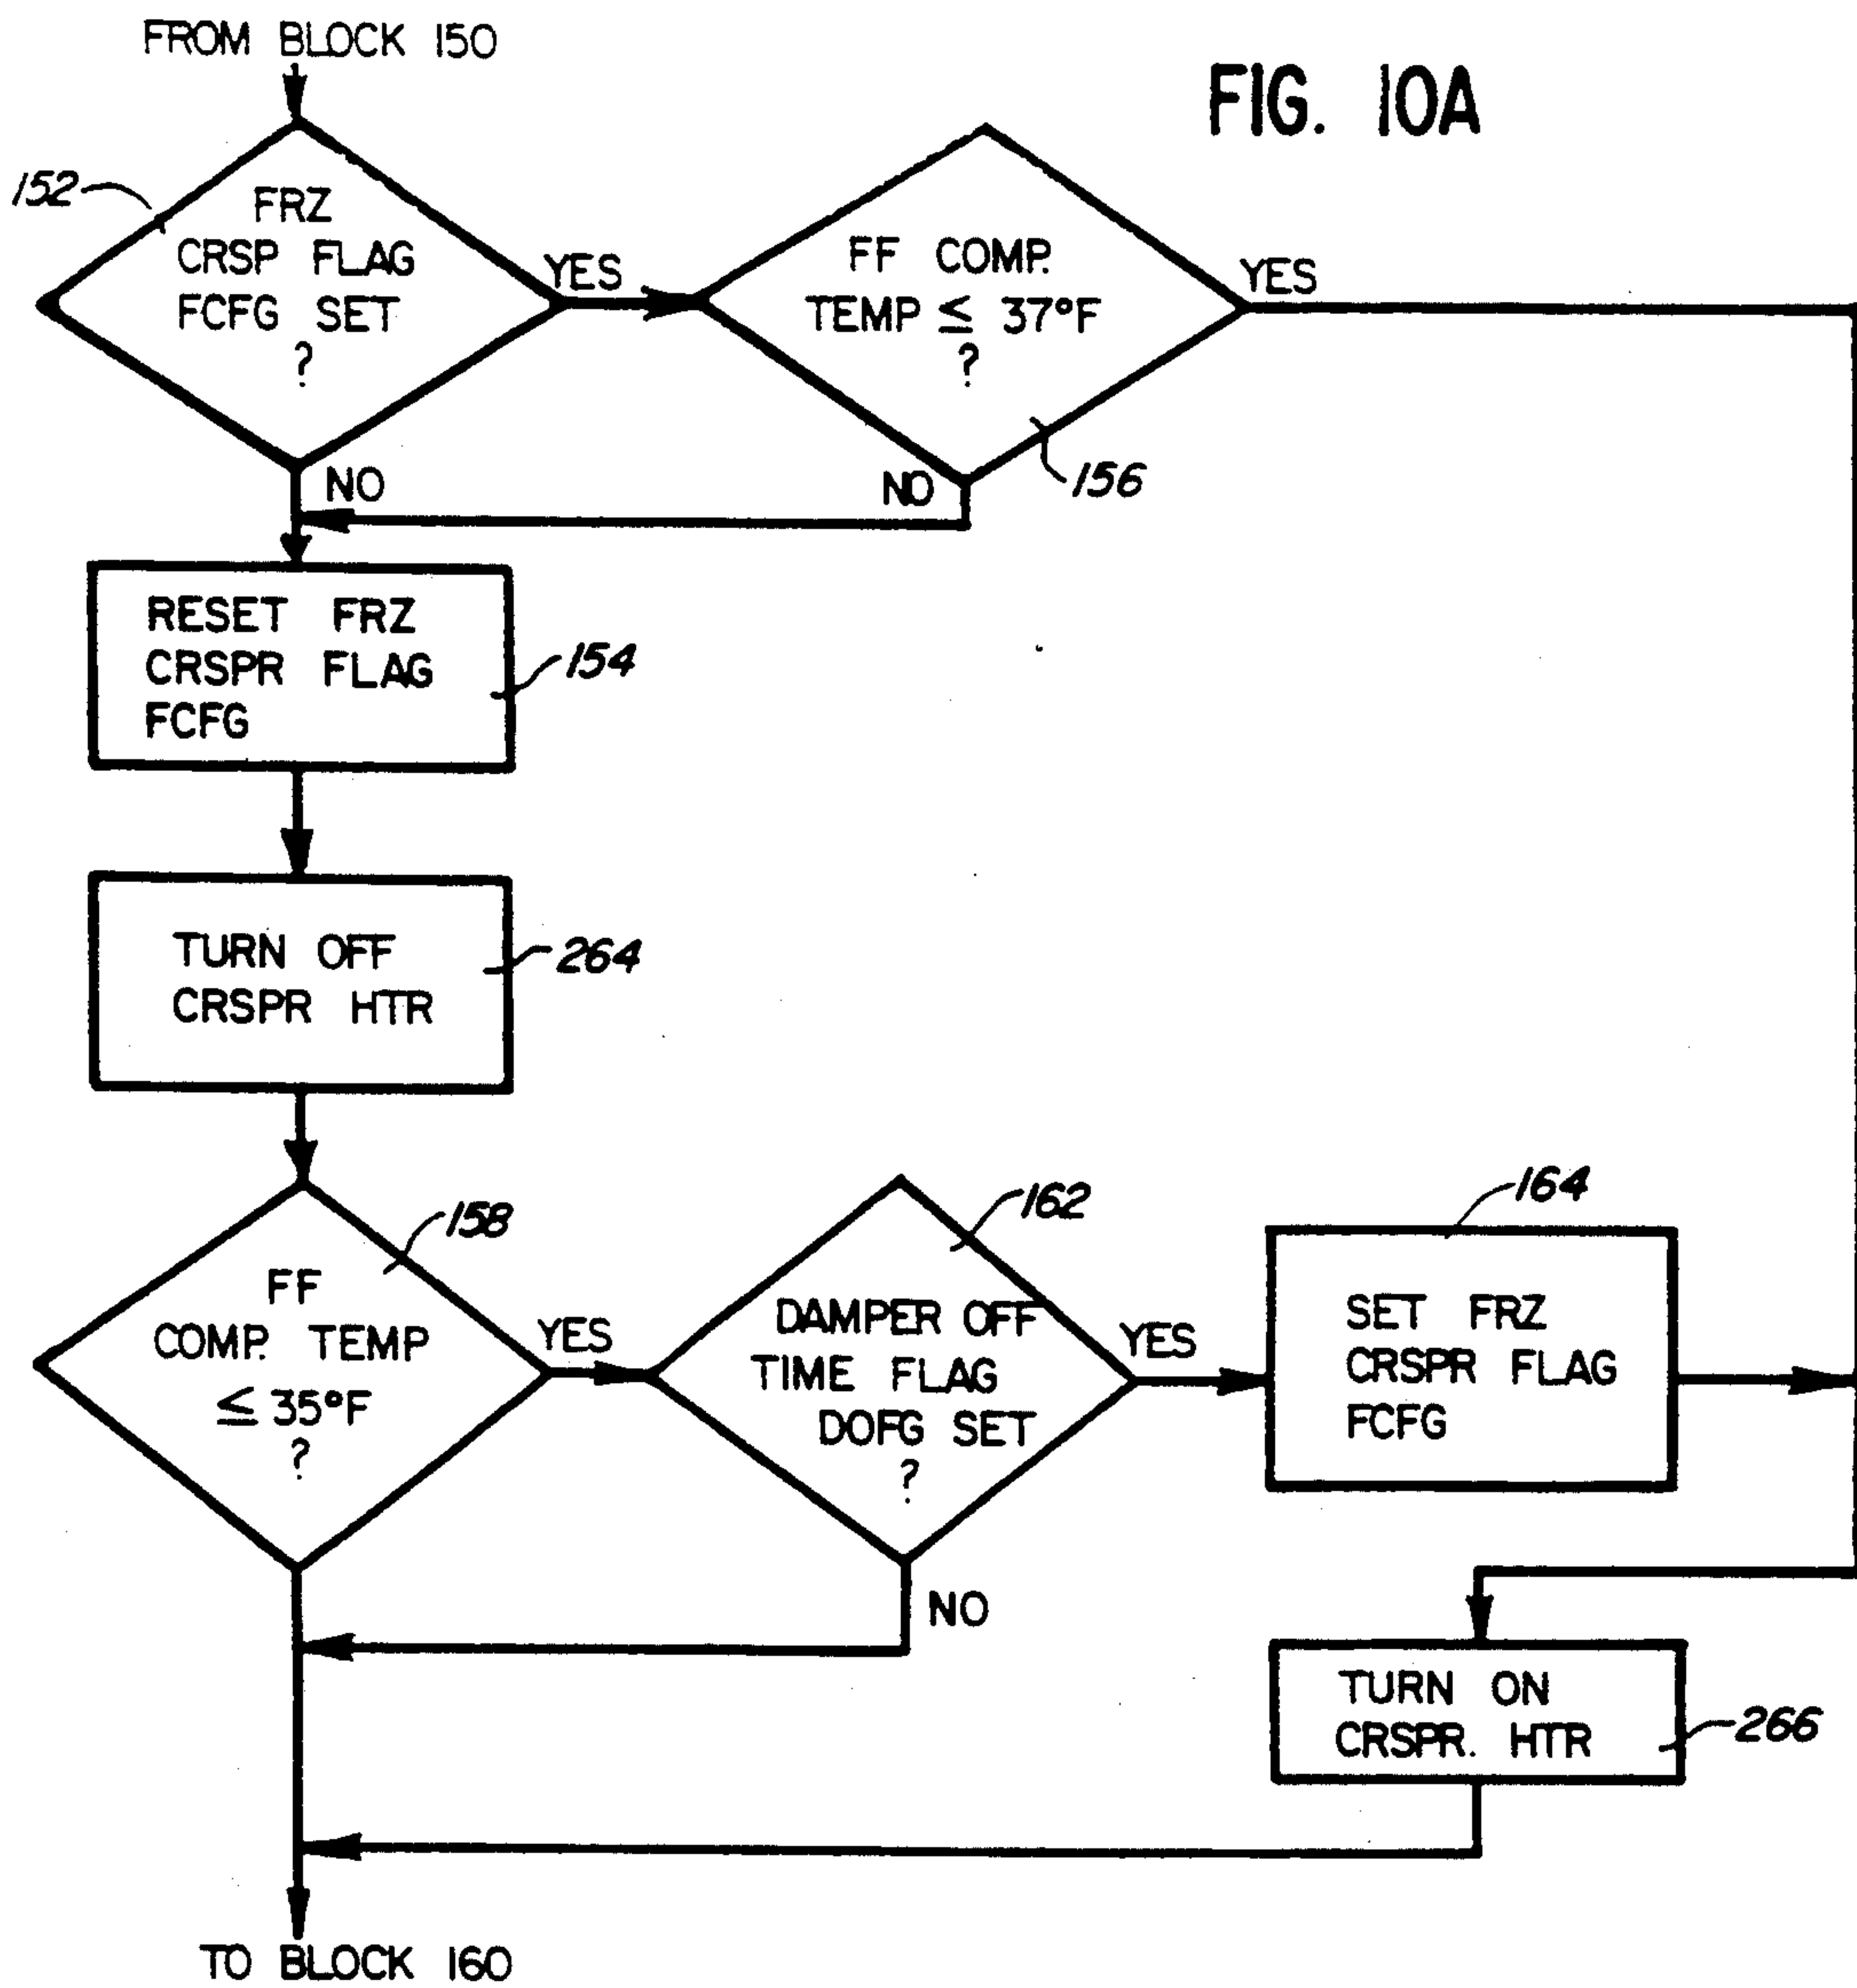 FROM BLOCK 150
FIG. 10A
152
FRZ
CRSP FLAG
FCFG SET
?
YES
FF COMP.
TEMP ≤ 37°F
?
YES
156
NO
NO
RESET FRZ
CRSPR FLAG
FCFG
154
TURN OFF
CRSPR HTR
264
158
FF
COMP. TEMP
≤ 35°F
?
YES
162
DAMPER OFF
TIME FLAG
DOFG SET
?
YES
NO
164
SET FRZ
CRSPR FLAG
FCFG
TURN ON
CRSPR. HTR
266
TO BLOCK 160